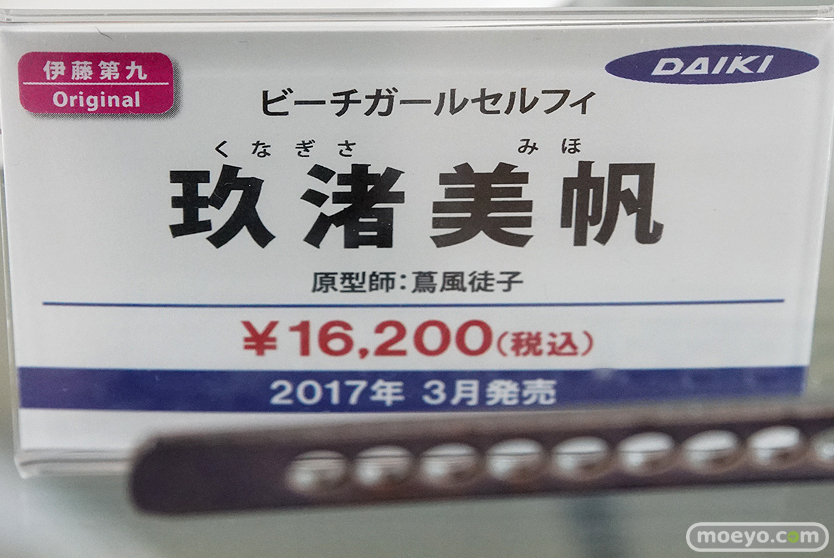 伊藤第九
Original
DAIKI
ビーチガールセルフィ
くなぎさ みほ
玖渚美帆
原型師：蔦風徒子
¥16,200(税込)
2017年 3月発売
moeyo.com